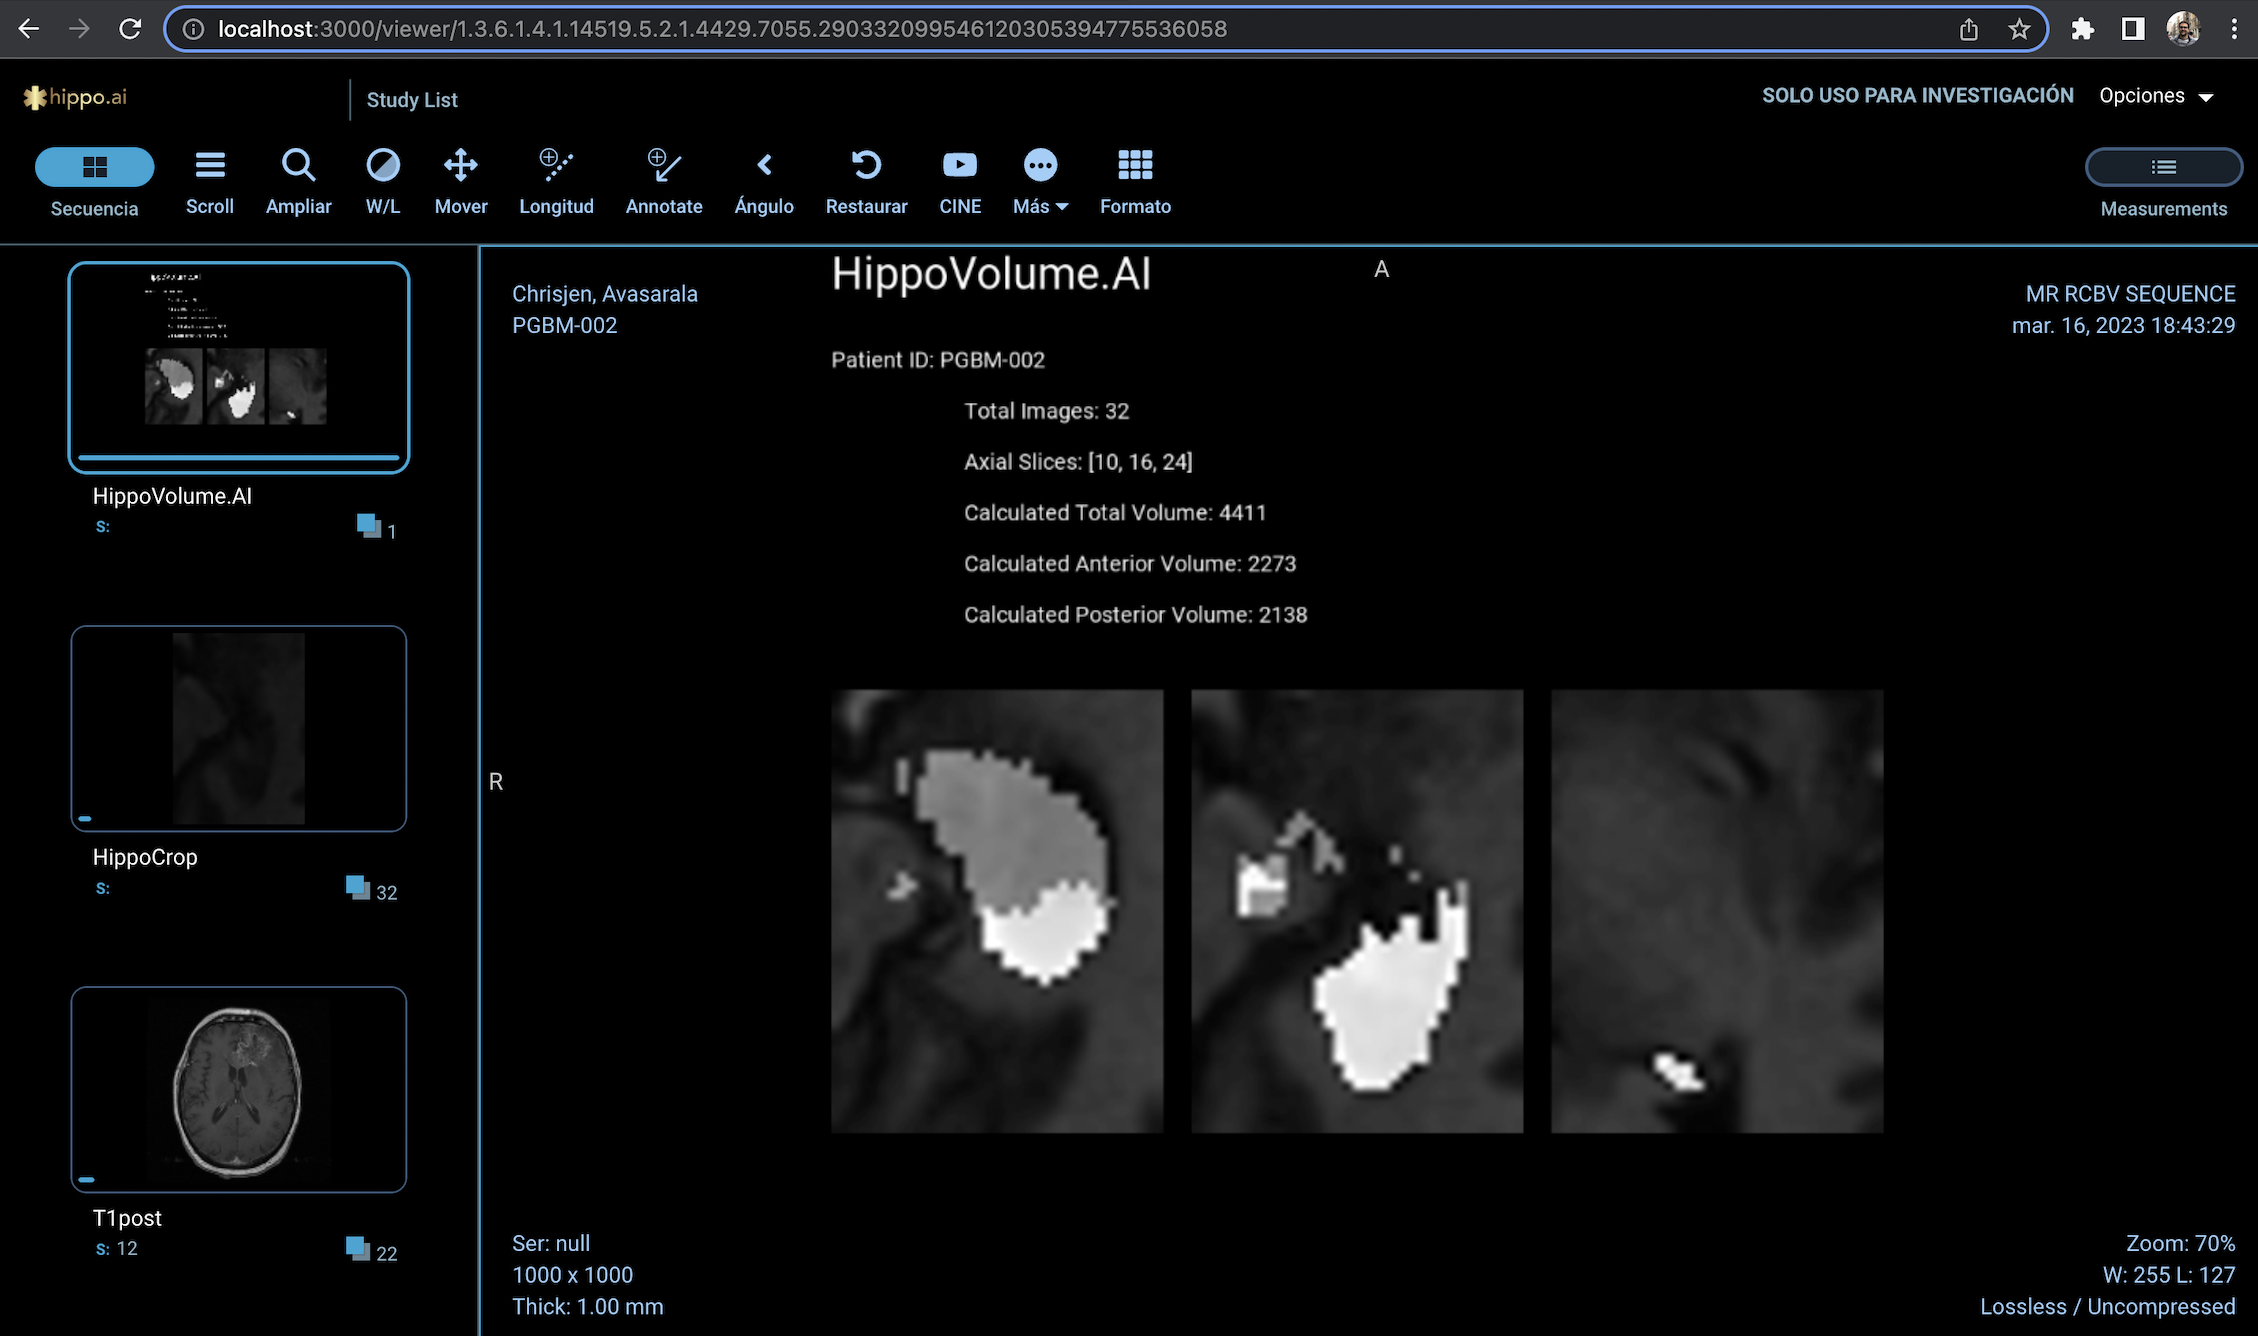 localhost:3000/viewer/1.3.6.1.4.1.14519.5.2.1.4429.7055.290332099546120305394775536058
hippo.ai
Study List
SOLO USO PARA INVESTIGACIÓN
Opciones
Secuencia
Scroll
Ampliar
W/L
Mover
Longitud
Annotate
Ángulo
Restaurar
CINE
Más
Formato
Measurements
HippoVolume.AI
S:
1
HippoCrop
S:
32
T1post
S: 12
22
Chrisjen, Avasarala
PGBM-002
A
R
MR RCBV SEQUENCE
mar. 16, 2023 18:43:29
HippoVolume.AI
Patient ID: PGBM-002
Total Images: 32
Axial Slices: [10, 16, 24]
Calculated Total Volume: 4411
Calculated Anterior Volume: 2273
Calculated Posterior Volume: 2138
Ser: null
1000 x 1000
Thick: 1.00 mm
Zoom: 70%
W: 255 L: 127
Lossless / Uncompressed